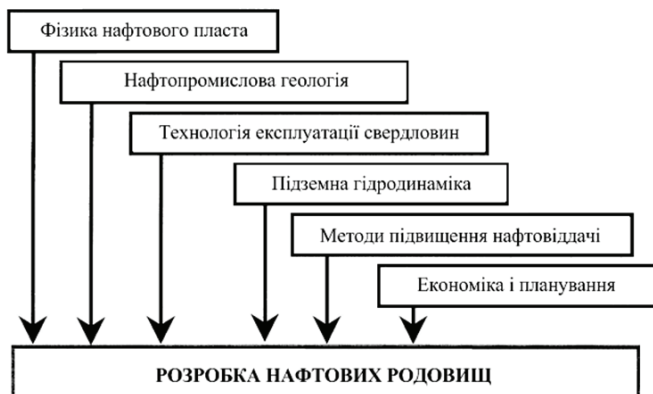 Фізика нафтового пласта
Нафтопромислова геологія
Технологія експлуатації свердловин
Підземна гідродинаміка
Методи підвищення нафтовіддачі
Економіка і планування
РОЗРОБКА НАФТОВИХ РОДОВИЩ